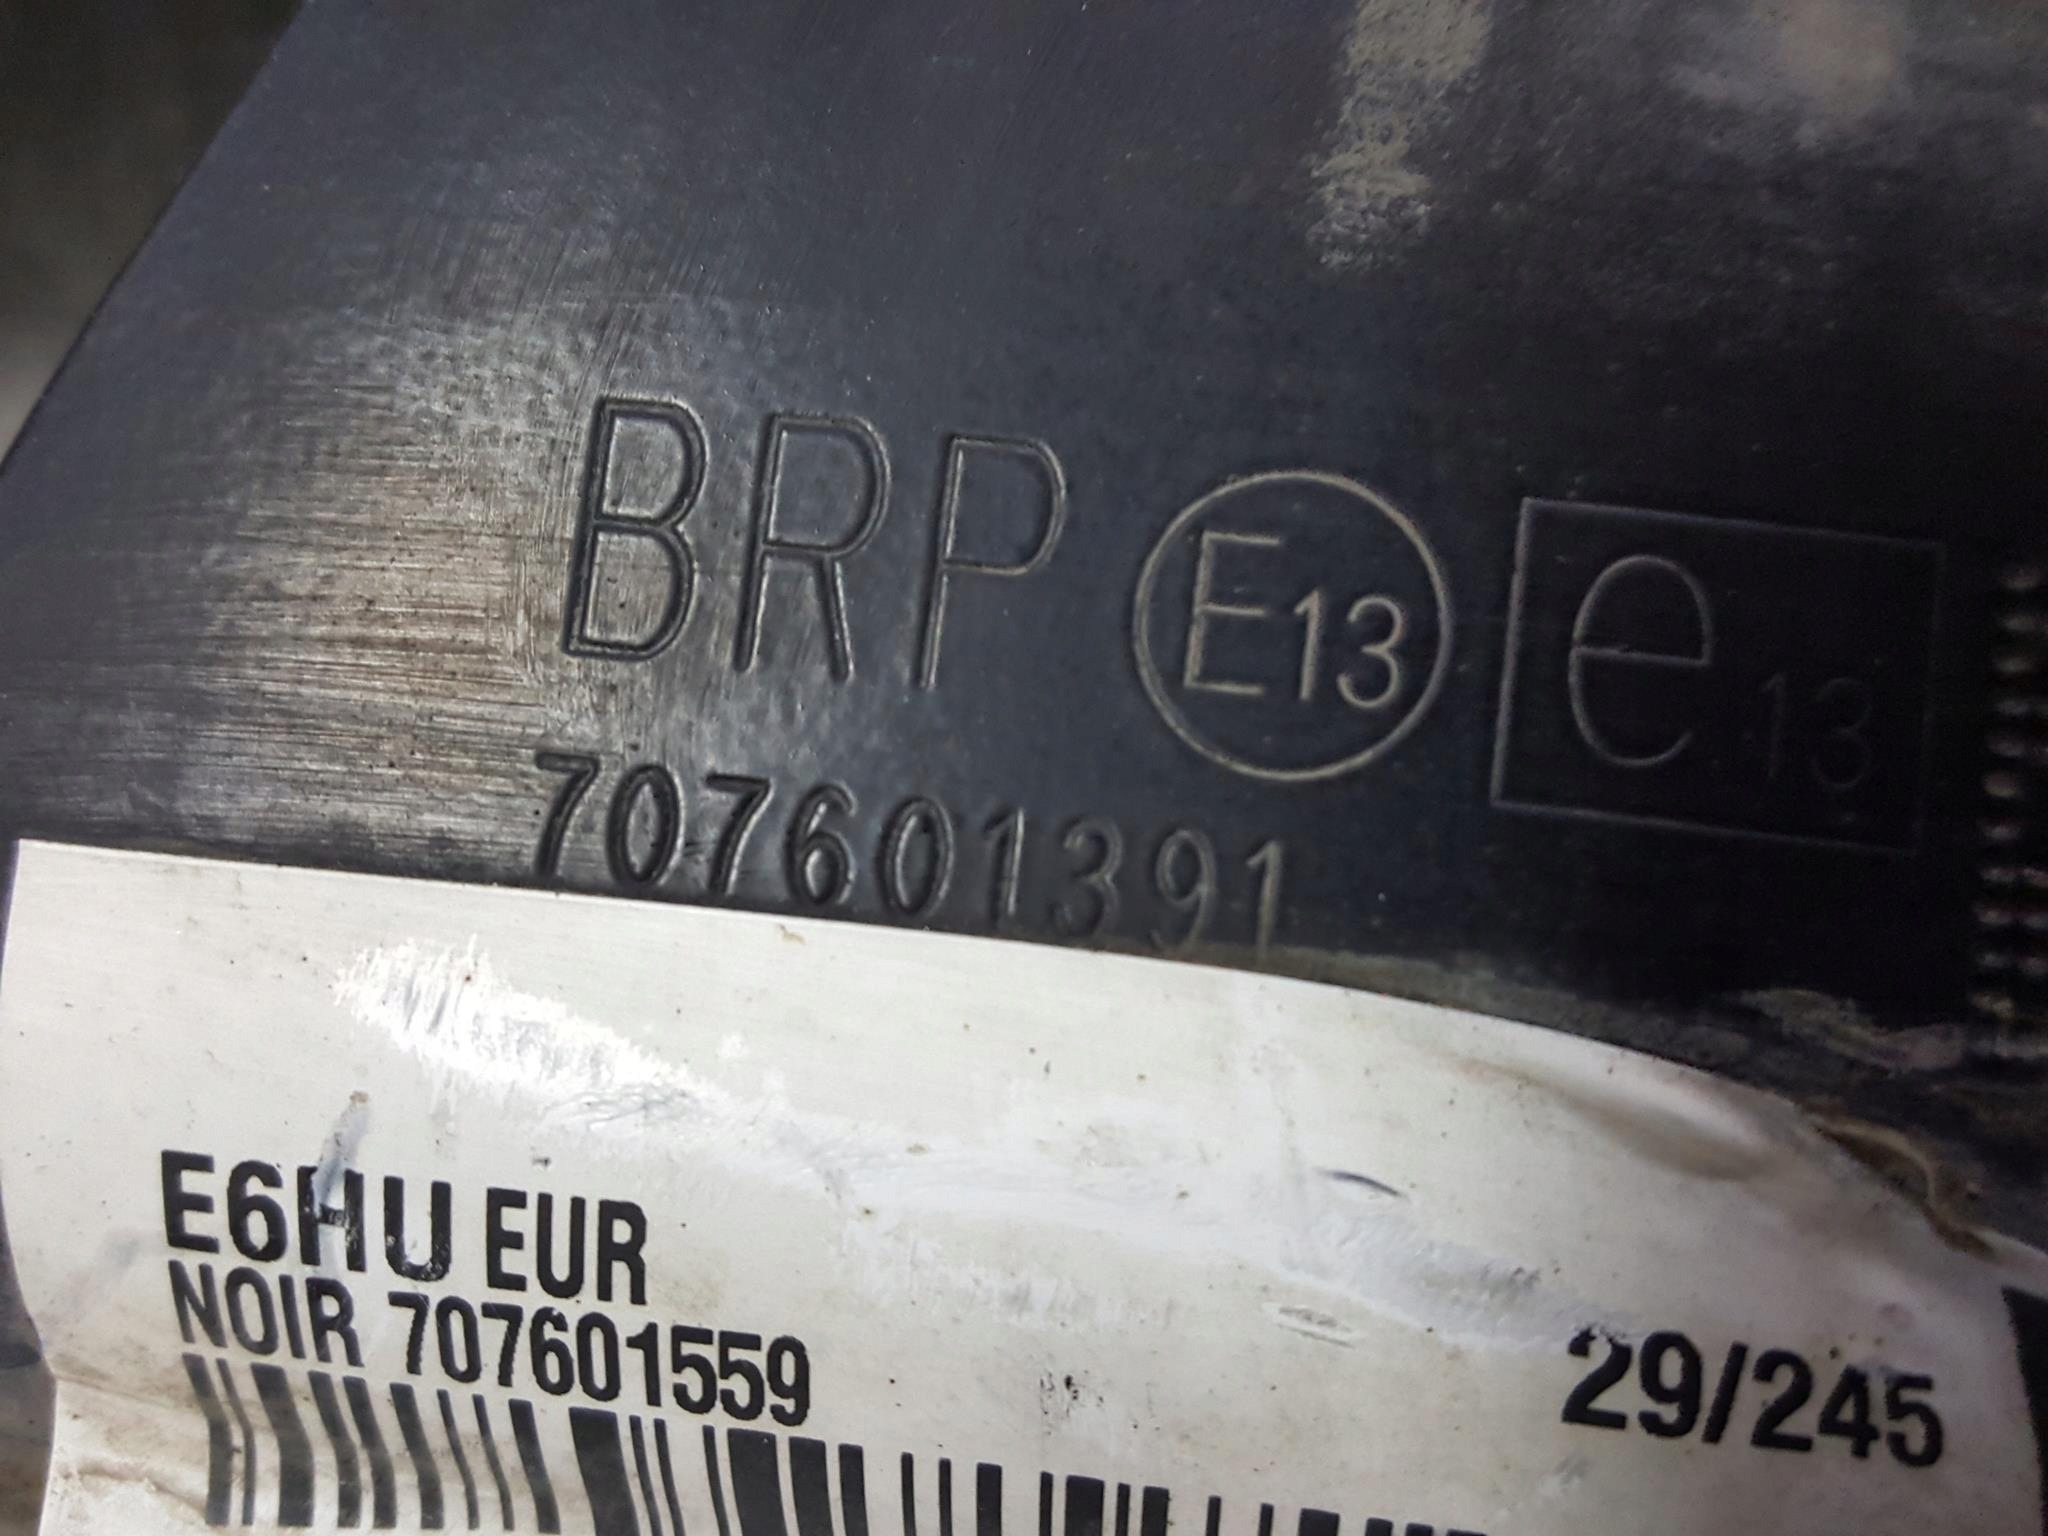 BRP E13 e13
707601391
E6HU EUR
NOIR 707601559
29/245